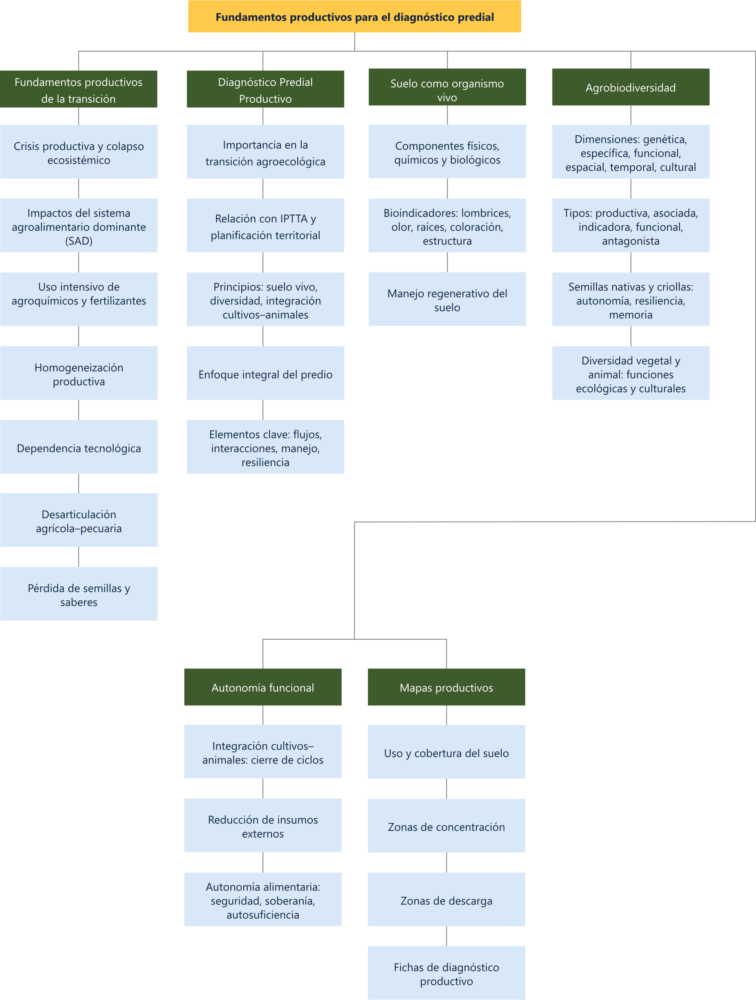 Fundamentos productivos para el diagnóstico predial
Fundamentos productivos
de la transición
Crisis productiva y colapso
ecosistémico
Impactos del sistema
agroalimentario dominante
(SAD)
Uso intensivo de
agroquímicos y fertilizantes
Homogeneización
productiva
Dependencia tecnológica
Desarticulación
agrícola–pecuaria
Pérdida de semillas y
saberes
Diagnóstico Predial
Productivo
Importancia en la
transición agroecológica
Relación con IPTTA y
planificación territorial
Principios: suelo vivo,
diversidad, integración
cultivos–animales
Enfoque integral del predio
Elementos clave: flujos,
interacciones, manejo,
resiliencia
Suelo como organismo
vivo
Componentes físicos,
químicos y biológicos
Bioindicadores: lombrices,
olor, raíces, coloración,
estructura
Manejo regenerativo del
suelo
Agrobiodiversidad
Dimensiones: genética,
específica, funcional,
espacial, temporal, cultural
Tipos: productiva, asociada,
indicadora, funcional,
antagonista
Semillas nativas y criollas:
autonomía, resiliencia,
memoria
Diversidad vegetal y
animal: funciones
ecológicas y culturales
Autonomía funcional
Integración cultivos–
animales: cierre de ciclos
Reducción de insumos
externos
Autonomía alimentaria:
seguridad, soberanía,
autosuficiencia
Mapas productivos
Uso y cobertura del suelo
Zonas de concentración
Zonas de descarga
Fichas de diagnóstico
productivo